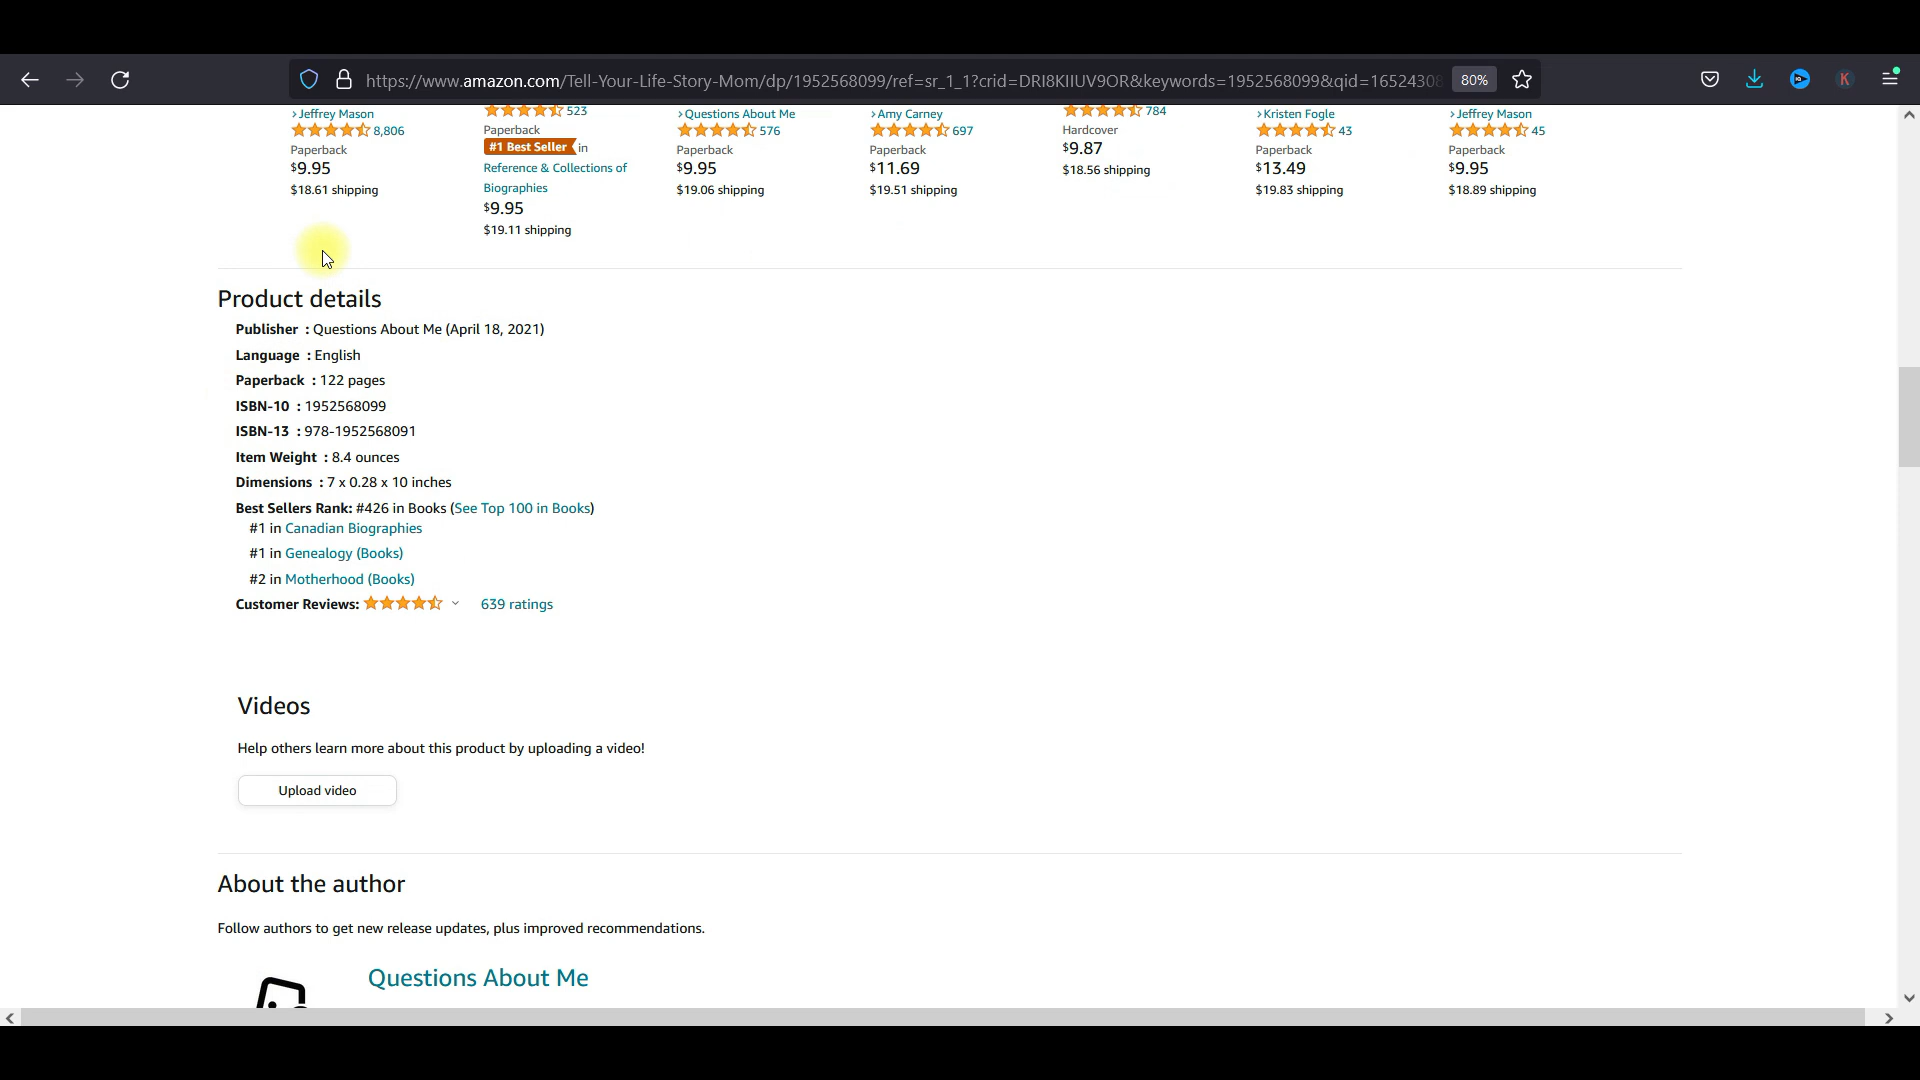 https://www.amazon.com/Tell-Your-Life-Story-Mom/dp/1952568099/ref=sr_1_1?crid=DRI8KIIUV9OR&keywords=1952568099&qid=16524308
80%
K
›Jeffrey Mason
8,806
Paperback
$9.95
$18.61 shipping
523
Paperback
#1 Best Seller in
Reference & Collections of
Biographies
$9.95
$19.11 shipping
›Questions About Me
576
Paperback
$9.95
$19.06 shipping
›Amy Carney
697
Paperback
$11.69
$19.51 shipping
784
Hardcover
$9.87
$18.56 shipping
›Kristen Fogle
43
Paperback
$13.49
$19.83 shipping
›Jeffrey Mason
45
Paperback
$9.95
$18.89 shipping
Product details
Publisher : Questions About Me (April 18, 2021)
Language : English
Paperback : 122 pages
ISBN-10 : 1952568099
ISBN-13 : 978-1952568091
Item Weight : 8.4 ounces
Dimensions : 7 x 0.28 x 10 inches
Best Sellers Rank: #426 in Books (See Top 100 in Books)
#1 in Canadian Biographies
#1 in Genealogy (Books)
#2 in Motherhood (Books)
Customer Reviews: 639 ratings
Videos
Help others learn more about this product by uploading a video!
Upload video
About the author
Follow authors to get new release updates, plus improved recommendations.
Questions About Me